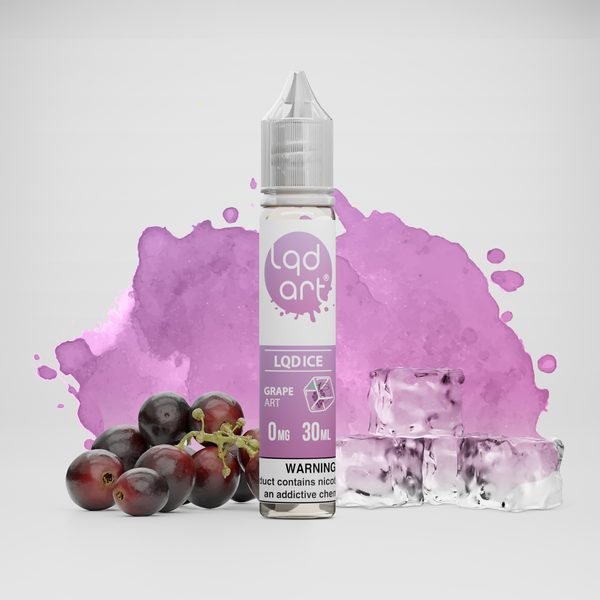 lqd
art®
LQD ICE
GRAPE
ART
0MG 30ML
WARNING
duct contains nicot
an addictive chem